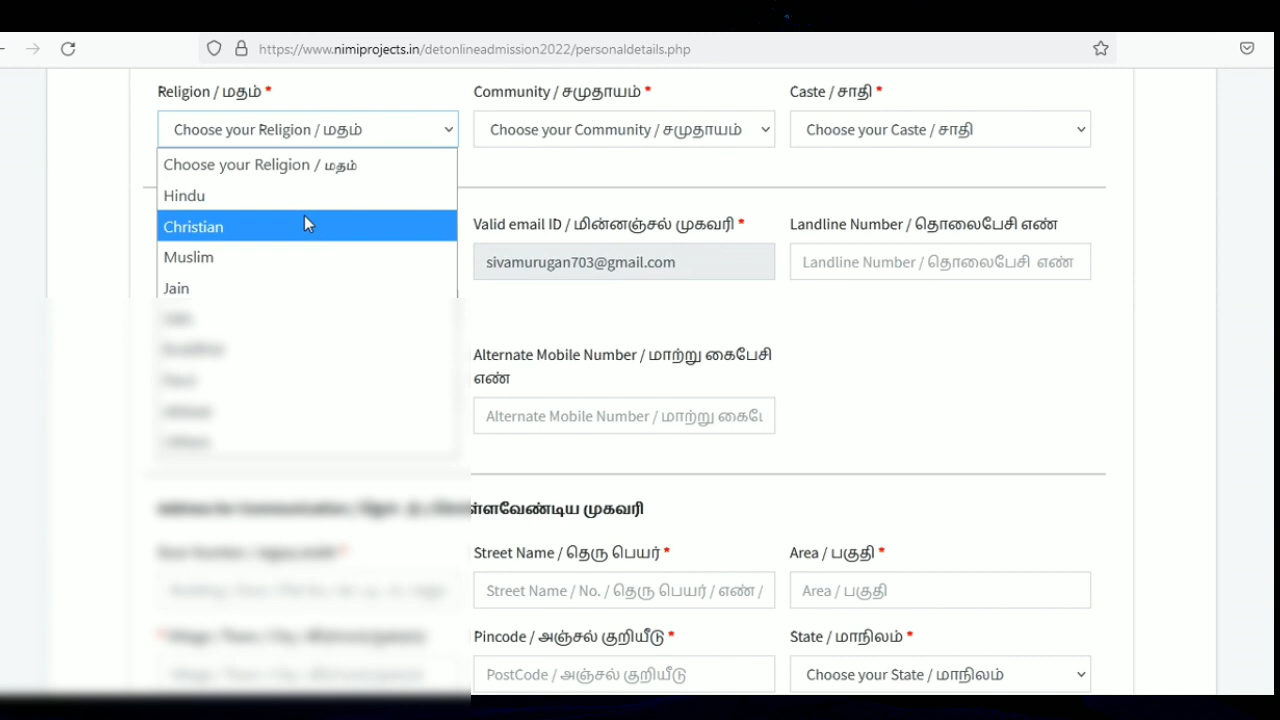 https://www.nimiprojects.in/detonlineadmission2022/personaldetails.php
Religion / மதம் * Community / சமுதாயம் * Caste / சாதி *
Choose your Religion / மதம் Choose your Community / சமுதாயம் Choose your Caste / சாதி
Choose your Religion / மதம்
Hindu
Christian
Muslim
Jain
Valid email ID / மின்னஞ்சல் முகவரி * Landline Number / தொலைபேசி எண்
sivamurugan703@gmail.com Landline Number / தொலைபேசி எண்
Alternate Mobile Number / மாற்று கைபேசி
எண்
Alternate Mobile Number / மாற்று கைபே
ள்ளவேண்டிய முகவரி
Street Name / தெரு பெயர் * Area / பகுதி *
Street Name / No. / தெரு பெயர் / எண் / Area / பகுதி
Pincode / அஞ்சல் குறியீடு * State / மாநிலம் *
PostCode / அஞ்சல் குறியீடு Choose your State / மாநிலம்